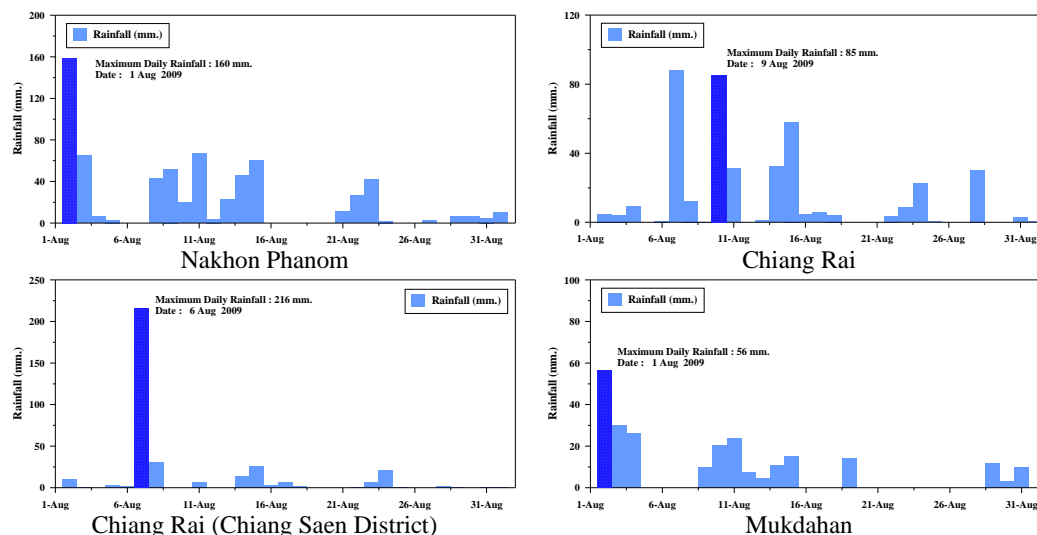 200
160
120
80
40
0
Rainfall (mm.)
Rainfall (mm.)
Maximum Daily Rainfall : 160 mm.
Date : 1 Aug 2009
1-Aug 6-Aug 11-Aug 16-Aug 21-Aug 26-Aug 31-Aug
Nakhon Phanom
120
80
40
0
Rainfall (mm.)
Rainfall (mm.)
Maximum Daily Rainfall : 85 mm.
Date : 9 Aug 2009
1-Aug 6-Aug 11-Aug 16-Aug 21-Aug 26-Aug 31-Aug
Chiang Rai
250
200
150
100
50
0
Rainfall (mm.)
Maximum Daily Rainfall : 216 mm.
Date : 6 Aug 2009
Rainfall (mm.)
1-Aug 6-Aug 11-Aug 16-Aug 21-Aug 26-Aug 31-Aug
Chiang Rai (Chiang Saen District)
100
80
60
40
20
0
Rainfall (mm.)
Rainfall (mm.)
Maximum Daily Rainfall : 56 mm.
Date : 1 Aug 2009
1-Aug 6-Aug 11-Aug 16-Aug 21-Aug 26-Aug 31-Aug
Mukdahan